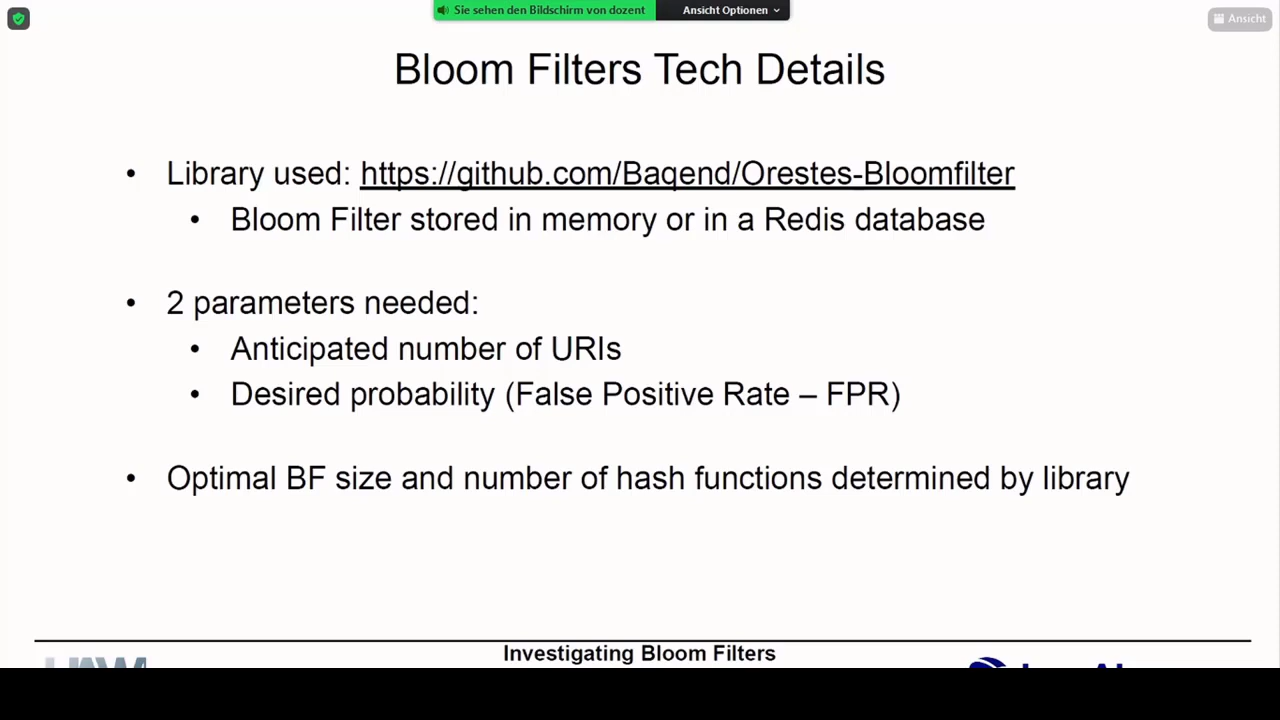 Sie sehen den Bildschirm von dozent
Ansicht Optionen
Ansicht
Bloom Filters Tech Details
• Library used: https://github.com/Baqend/Orestes-Bloomfilter
• Bloom Filter stored in memory or in a Redis database
• 2 parameters needed:
• Anticipated number of URIs
• Desired probability (False Positive Rate – FPR)
• Optimal BF size and number of hash functions determined by library
Investigating Bloom Filters